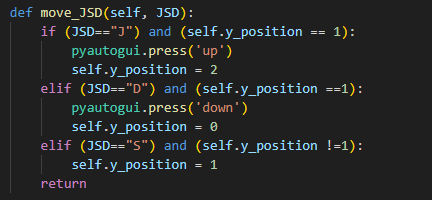 def move_JSD(self, JSD):
    if (JSD=="J") and (self.y_position == 1):
        pyautogui.press('up')
        self.y_position = 2
    elif (JSD=="D") and (self.y_position ==1):
        pyautogui.press('down')
        self.y_position = 0
    elif (JSD=="S") and (self.y_position !=1):
        self.y_position = 1
    return